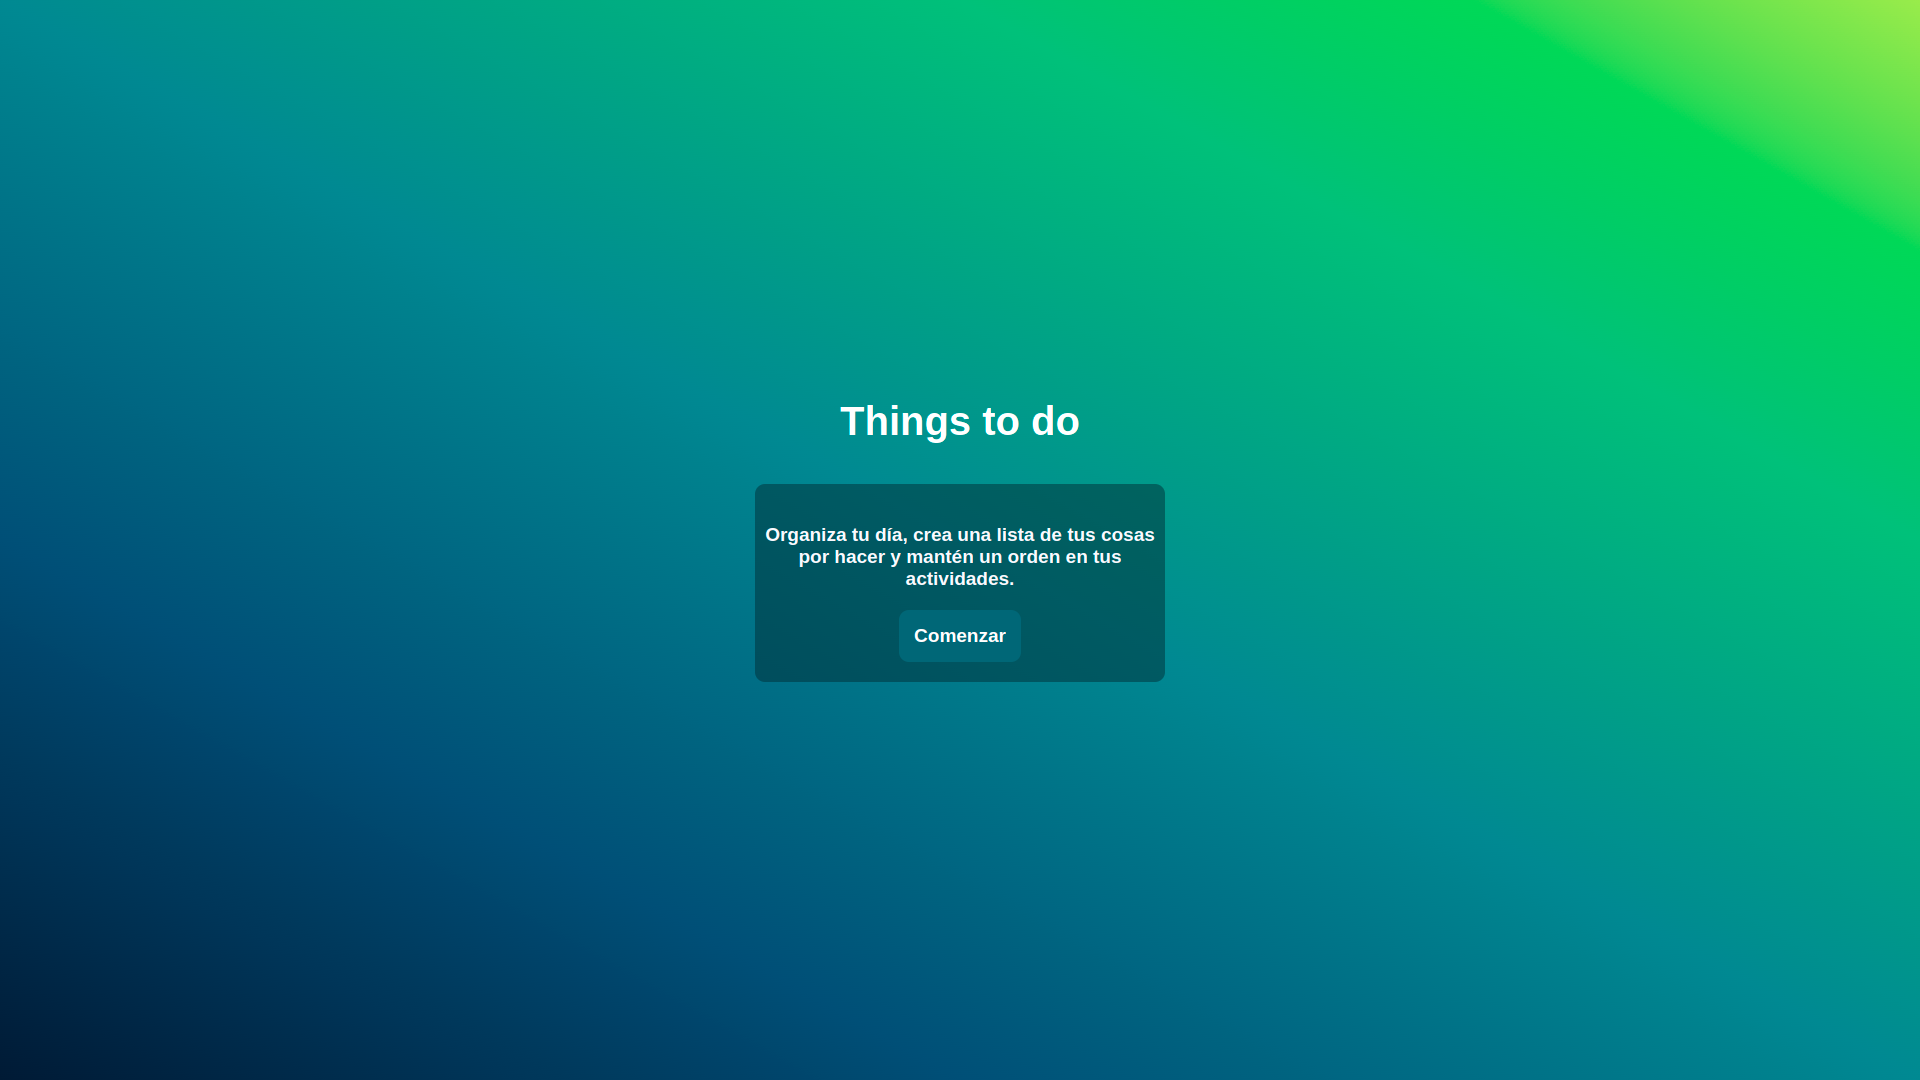 Things to do
Organiza tu día, crea una lista de tus cosas
por hacer y mantén un orden en tus
actividades.
Comenzar